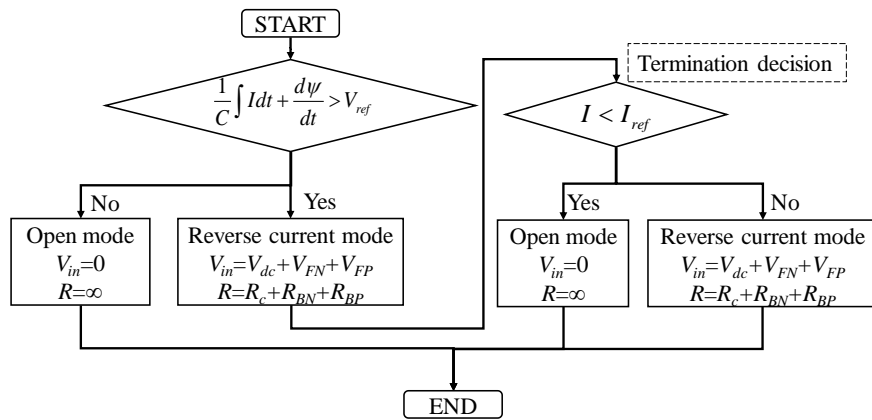 START
1/C ∫ Idt + dψ/dt > V_ref
No
Yes
Open mode
V_in=0
R=∞
Reverse current mode
V_in=V_dc+V_FN+V_FP
R=R_c+R_BN+R_BP
Termination decision
I < I_ref
Yes
No
Open mode
V_in=0
R=∞
Reverse current mode
V_in=V_dc+V_FN+V_FP
R=R_c+R_BN+R_BP
END